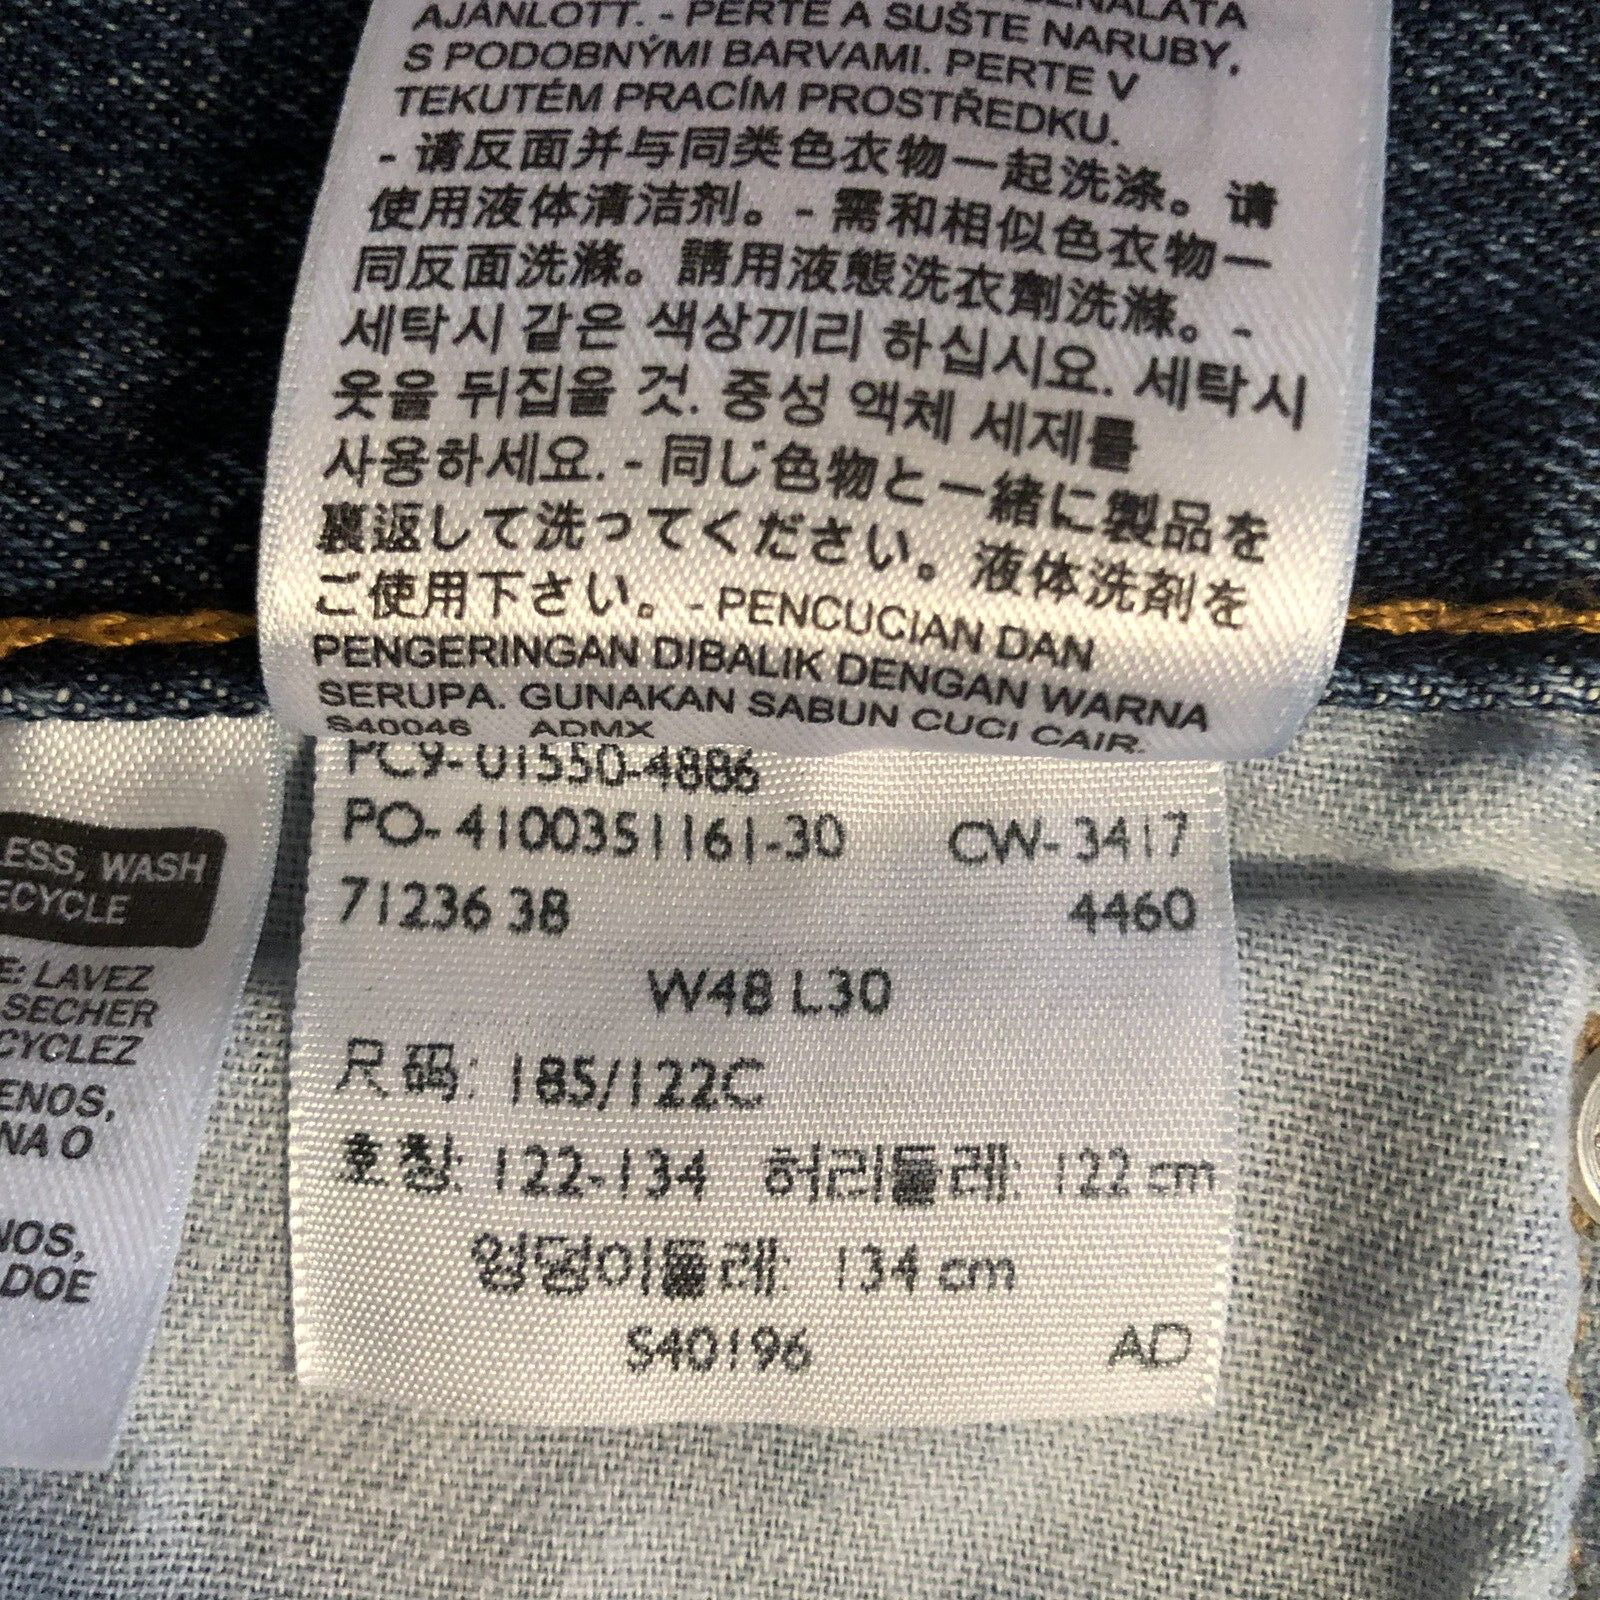 AJÁNLOTT. - PERTE A SUŠTE NARUBY,
S PODOBNÝMI BARVAMI. PERTE V
TEKUTÉM PRACÍM PROSTŘEDKU.
- 请反面并与同类色衣物一起洗涤。请
使用液体清洁剂。- 需和相似色衣物一
同反面洗滌。請用液態洗衣劑洗滌。-
세탁시 같은 색상끼리 하십시요. 세탁시
옷을 뒤집을 것. 중성 액체 세제를
사용하세요. - 同じ色物と一緒に製品を
裏返して洗ってください。液体洗剤を
ご使用下さい。- PENCUCIAN DAN
PENGERINGAN DIBALIK DENGAN WARNA
SERUPA. GUNAKAN SABUN CUCI CAIR.
S40046 ADMX
PC9-01550-4886
PO- 4100351161-30 CW- 3417
71236 38 4460
W48 L30
尺码: 185/122C
호칭: 122-134 허리둘레: 122 cm
엉덩이둘레: 134 cm
S40196 AD
LESS, WASH
RECYCLE
E: LAVEZ
SECHER
CYCLEZ
ENOS,
NA O
NOS,
DOE